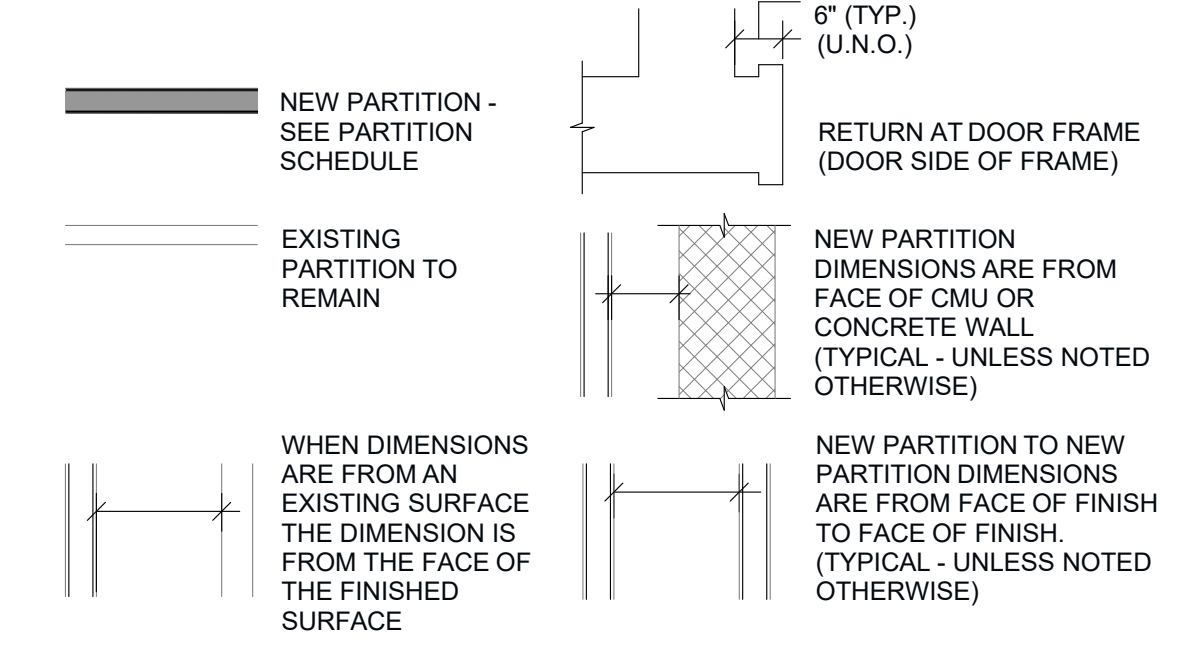 6" (TYP.)
(U.N.O.)
NEW PARTITION -
SEE PARTITION
SCHEDULE
RETURN AT DOOR FRAME
(DOOR SIDE OF FRAME)
EXISTING
PARTITION TO
REMAIN
NEW PARTITION
DIMENSIONS ARE FROM
FACE OF CMU OR
CONCRETE WALL
(TYPICAL - UNLESS NOTED
OTHERWISE)
WHEN DIMENSIONS
ARE FROM AN
EXISTING SURFACE
THE DIMENSION IS
FROM THE FACE OF
THE FINISHED
SURFACE
NEW PARTITION TO NEW
PARTITION DIMENSIONS
ARE FROM FACE OF FINISH
TO FACE OF FINISH.
(TYPICAL - UNLESS NOTED
OTHERWISE)